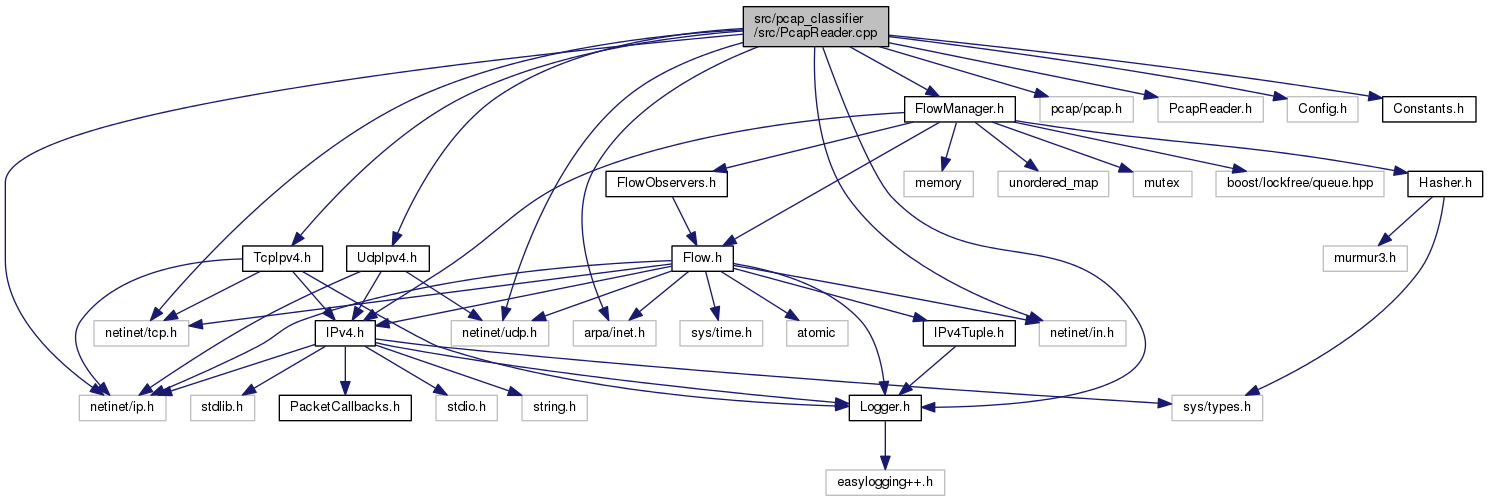 src/pcap_classifier
/src/PcapReader.cpp
FlowManager.h
pcap/pcap.h
PcapReader.h
Config.h
Constants.h
FlowObservers.h
memory
unordered_map
mutex
boost/lockfree/queue.hpp
Hasher.h
TcpIpv4.h
UdpIpv4.h
Flow.h
murmur3.h
netinet/tcp.h
IPv4.h
netinet/udp.h
arpa/inet.h
sys/time.h
atomic
IPv4Tuple.h
netinet/in.h
netinet/ip.h
stdlib.h
PacketCallbacks.h
stdio.h
string.h
Logger.h
sys/types.h
easylogging++.h